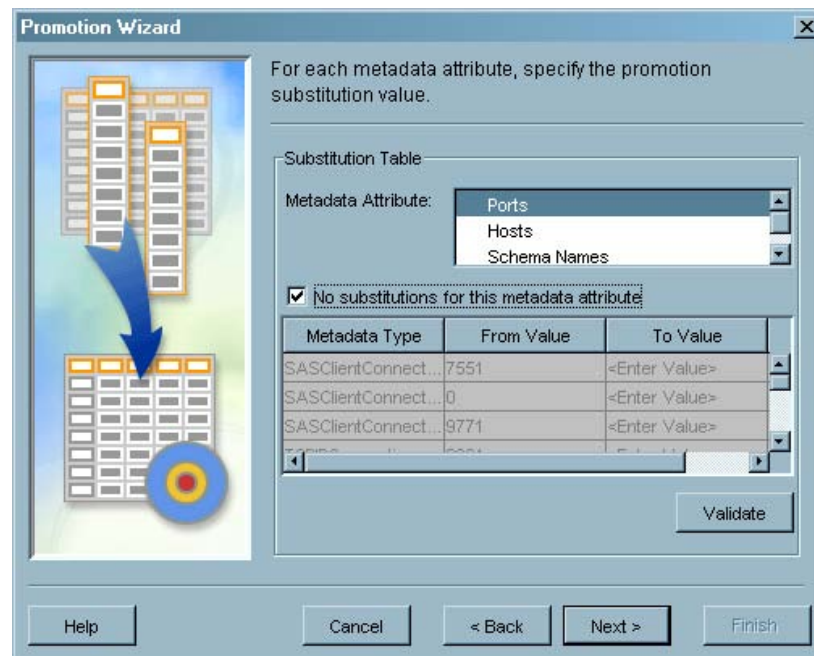 Promotion Wizard
For each metadata attribute, specify the promotion
substitution value.
Substitution Table
Metadata Attribute:
Ports
Hosts
Schema Names
No substitutions for this metadata attribute
Metadata Type From Value To Value
SASClientConnect... 7551 <Enter Value>
SASClientConnect... 0 <Enter Value>
SASClientConnect... 9771 <Enter Value>
Validate
Help Cancel < Back Next > Finish